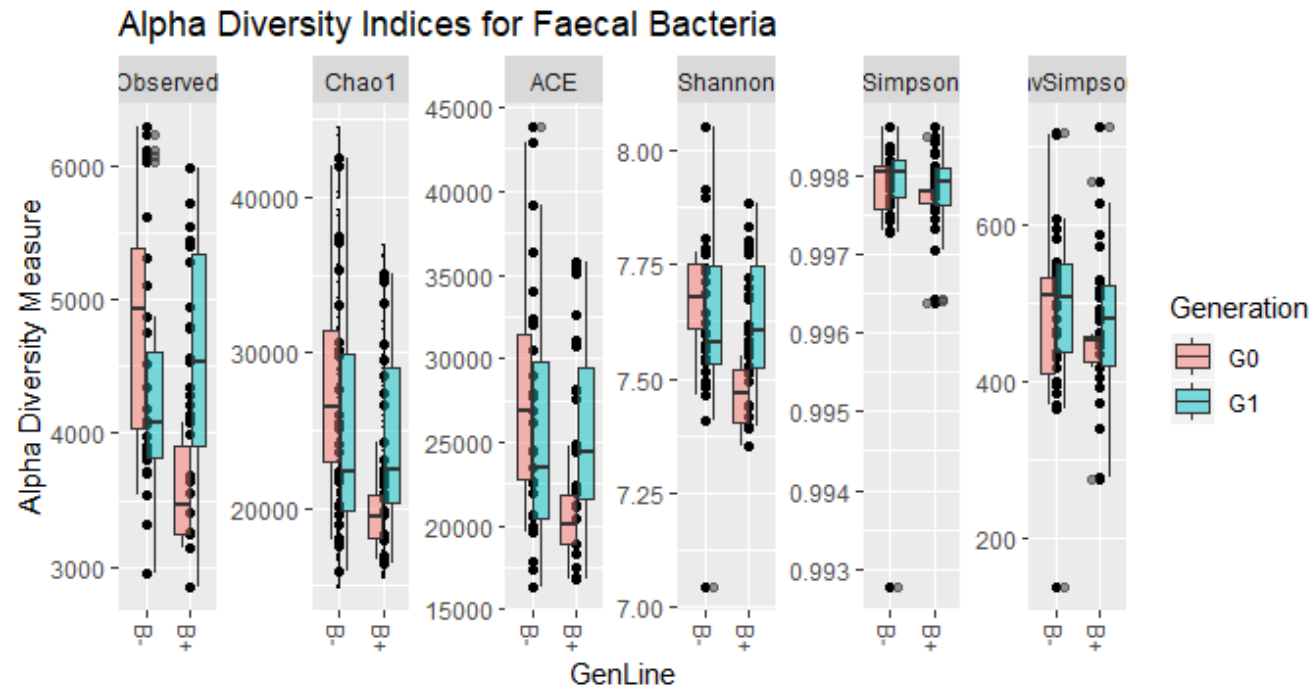 Alpha Diversity Indices for Faecal Bacteria
Observed
Chao1
ACE
Shannon
Simpson
nvSimpson
Alpha Diversity Measure
6000
5000
4000
3000
40000
30000
20000
45000
40000
35000
30000
25000
20000
15000
8.00
7.75
7.50
7.25
7.00
0.998
0.997
0.996
0.995
0.994
0.993
600
400
200
B-
B+
B-
B+
B-
B+
B-
B+
B-
B+
B-
B+
GenLine
Generation
G0
G1